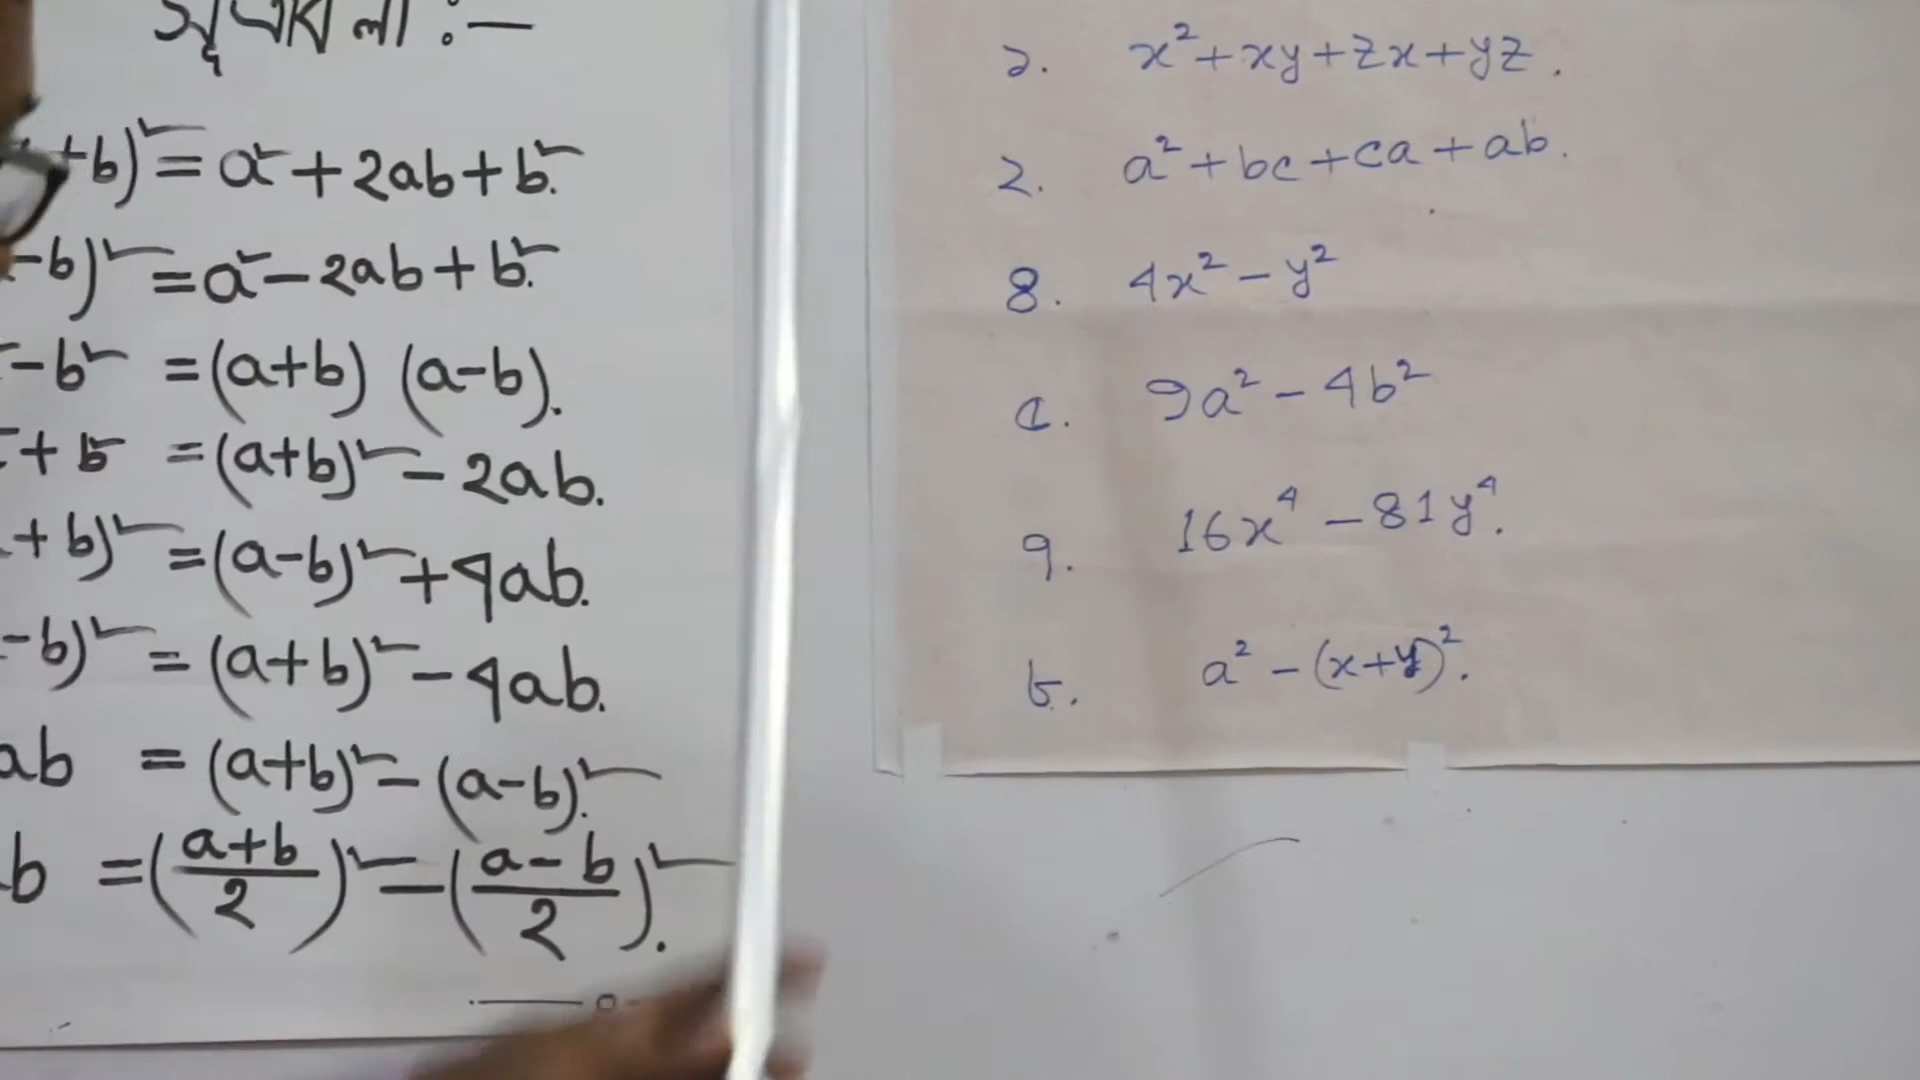 সূত্রাবলী :—
+b)² = a² + 2ab + b².
-b)² = a² - 2ab + b².
- b² = (a+b) (a-b).
+ b² = (a+b)² - 2ab.
+ b)² = (a-b)² + 4ab.
-b)² = (a+b)² - 4ab.
ab = (a+b)² - (a-b)².
b = (a+b/2)² - (a-b/2)².
১. x² + xy + zx + yz.
২. a² + bc + ca + ab.
৪. 4x² - y²
৫. 9a² - 4b²
৭. 16x⁴ - 81y⁴.
৮. a² - (x+y)².